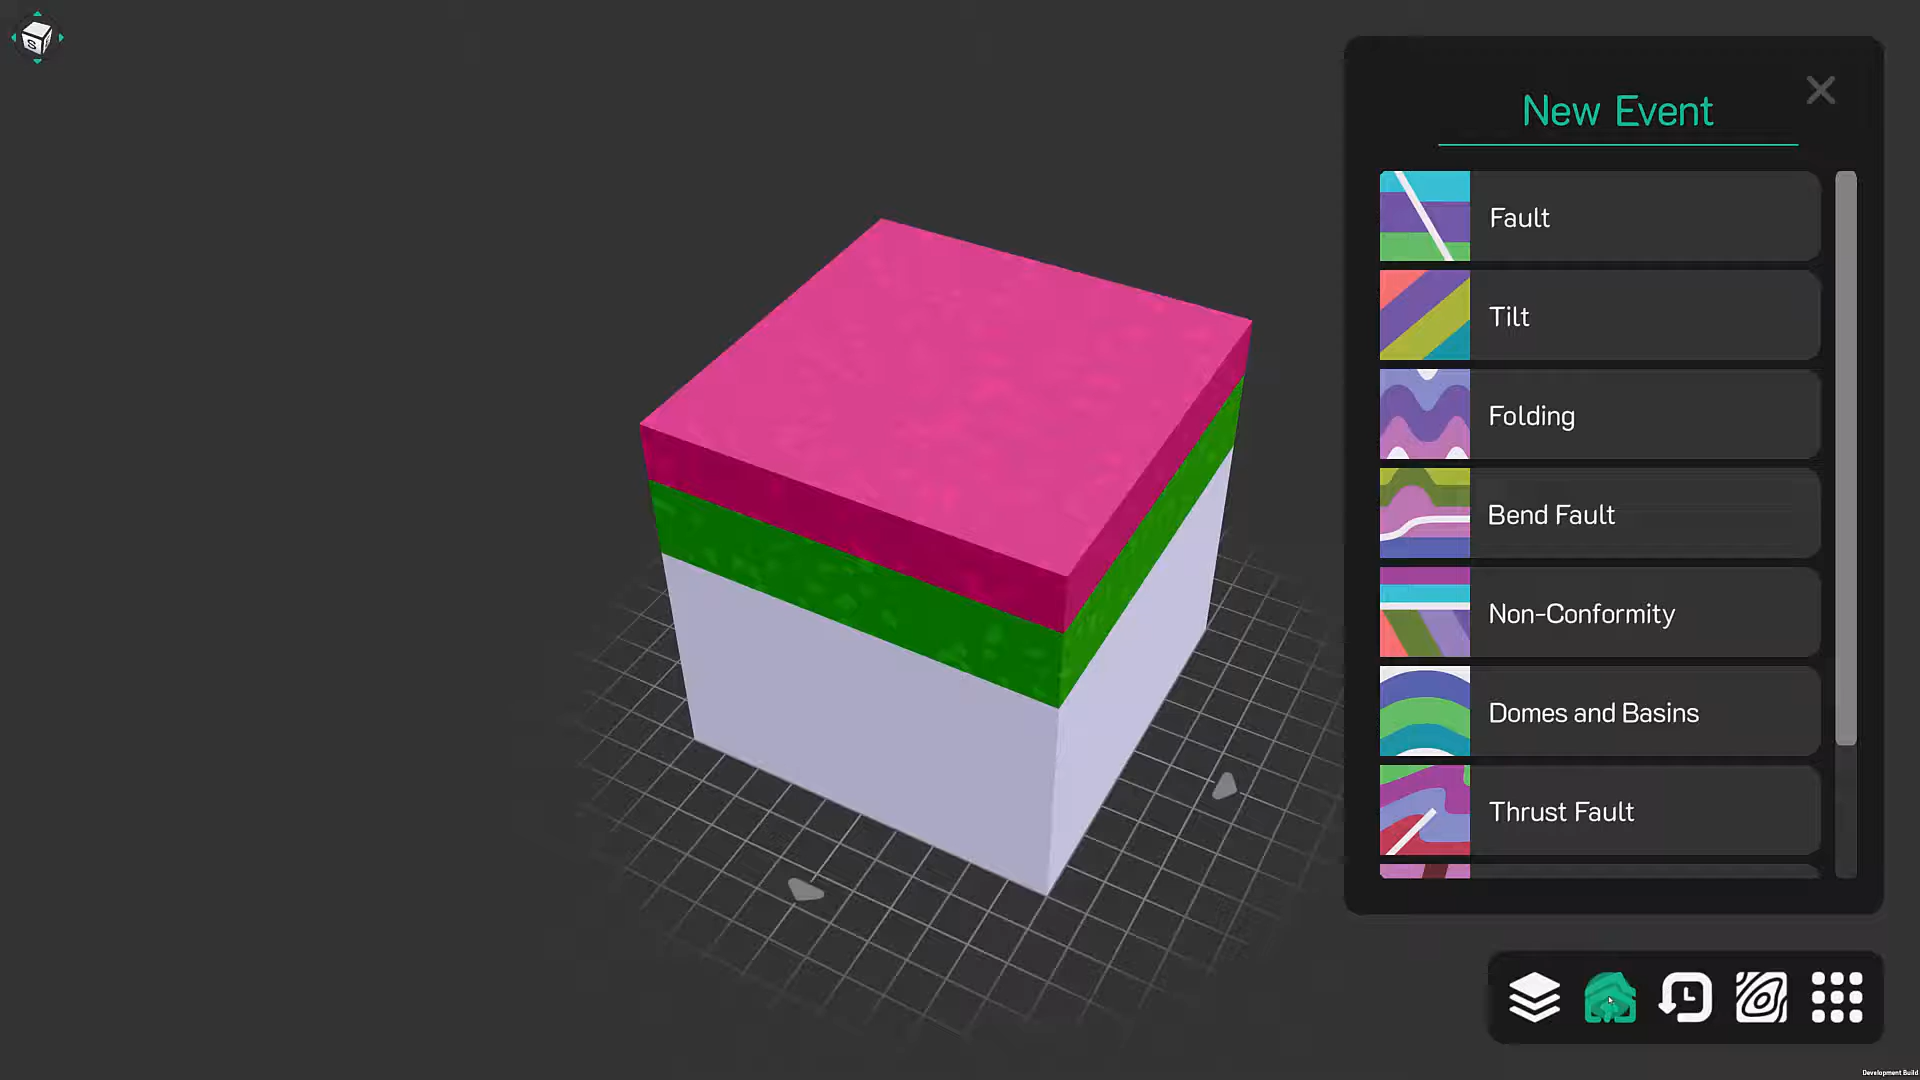 S
New Event
Fault
Tilt
Folding
Bend Fault
Non-Conformity
Domes and Basins
Thrust Fault
Development Build